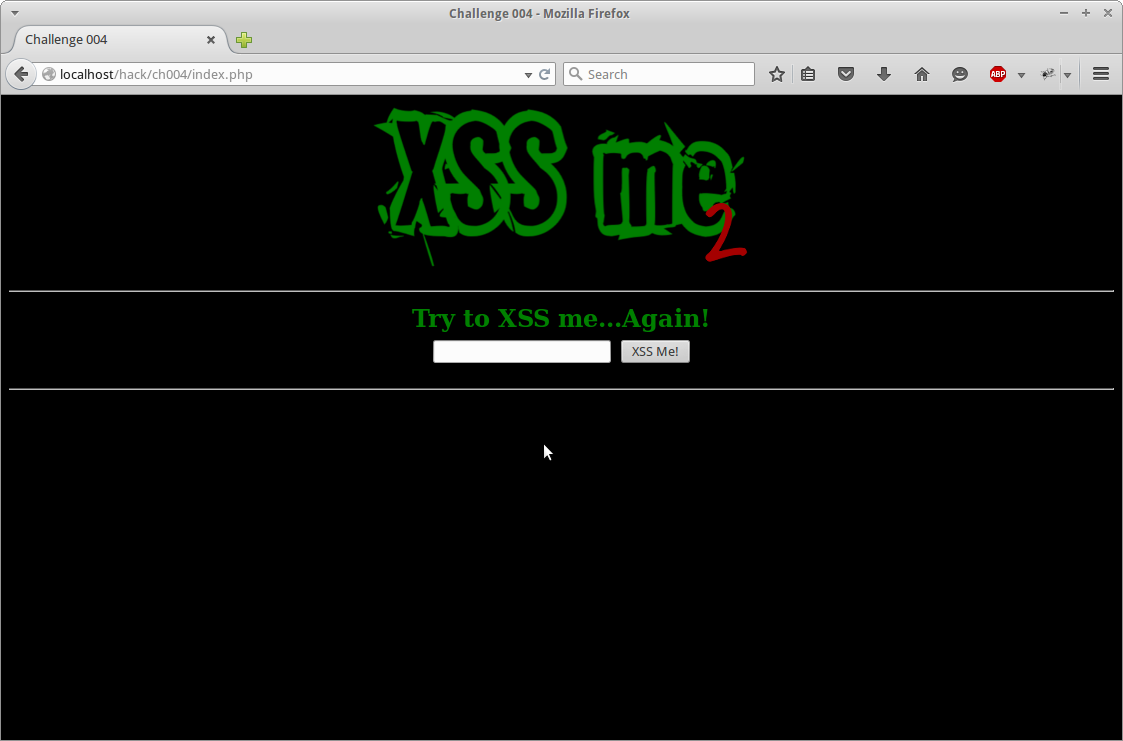 Challenge 004 - Mozilla Firefox
Challenge 004
localhost/hack/ch004/index.php
Search
ABP
XSS me
2
Try to XSS me...Again!
XSS Me!